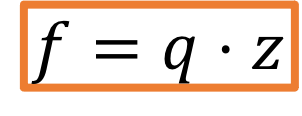 f = q · z